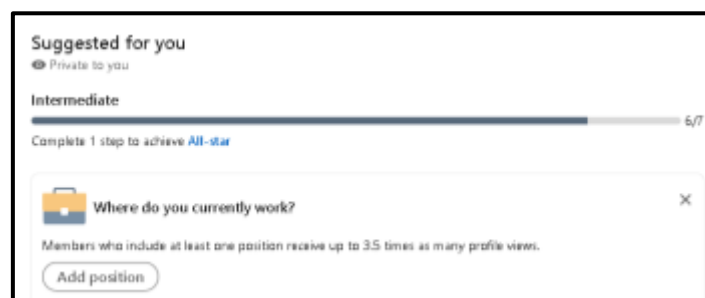 Suggested for you
Private to you
Intermediate
6/7
Complete 1 step to achieve All-star
Where do you currently work?
Members who include at least one position receive up to 3.5 times as many profile views.
Add position